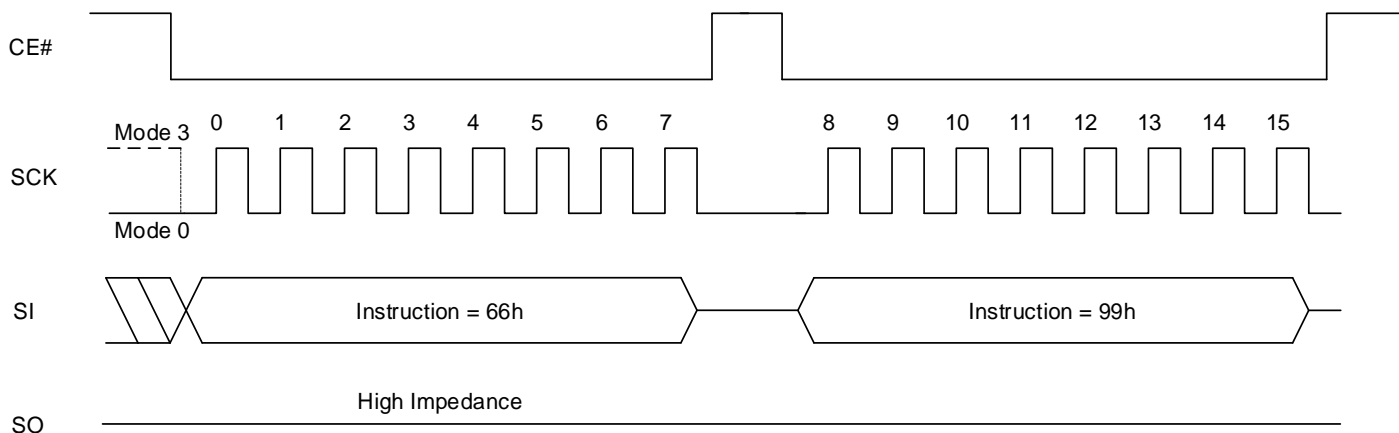 CE#
Mode 3 0 1 2 3 4 5 6 7 8 9 10 11 12 13 14 15
SCK
Mode 0
SI Instruction = 66h Instruction = 99h
High Impedance
SO